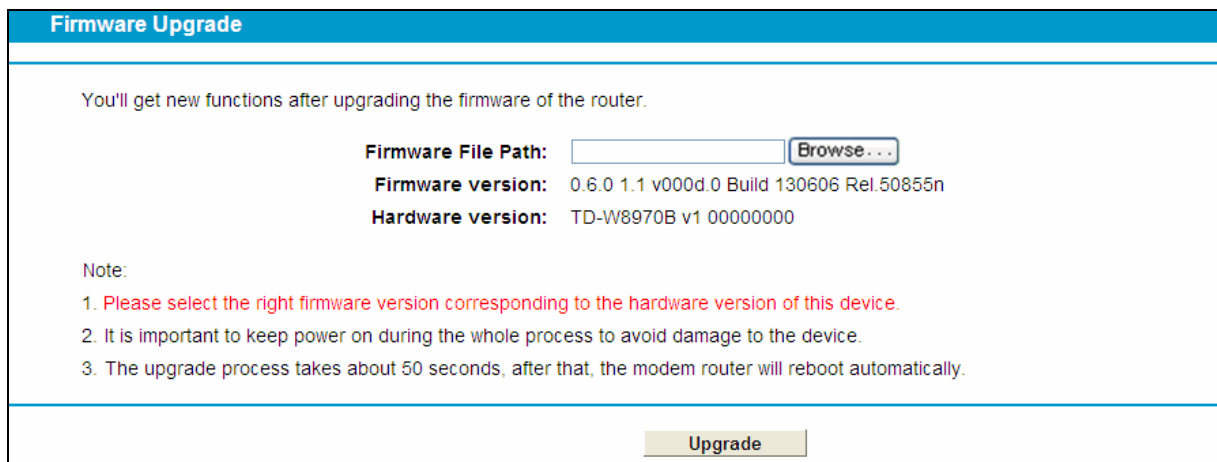 Firmware Upgrade
You'll get new functions after upgrading the firmware of the router.
Firmware File Path: Browse...
Firmware version: 0.6.0 1.1 v000d.0 Build 130606 Rel.50855n
Hardware version: TD-W8970B v1 00000000
Note:
1. Please select the right firmware version corresponding to the hardware version of this device.
2. It is important to keep power on during the whole process to avoid damage to the device.
3. The upgrade process takes about 50 seconds, after that, the modem router will reboot automatically.
Upgrade